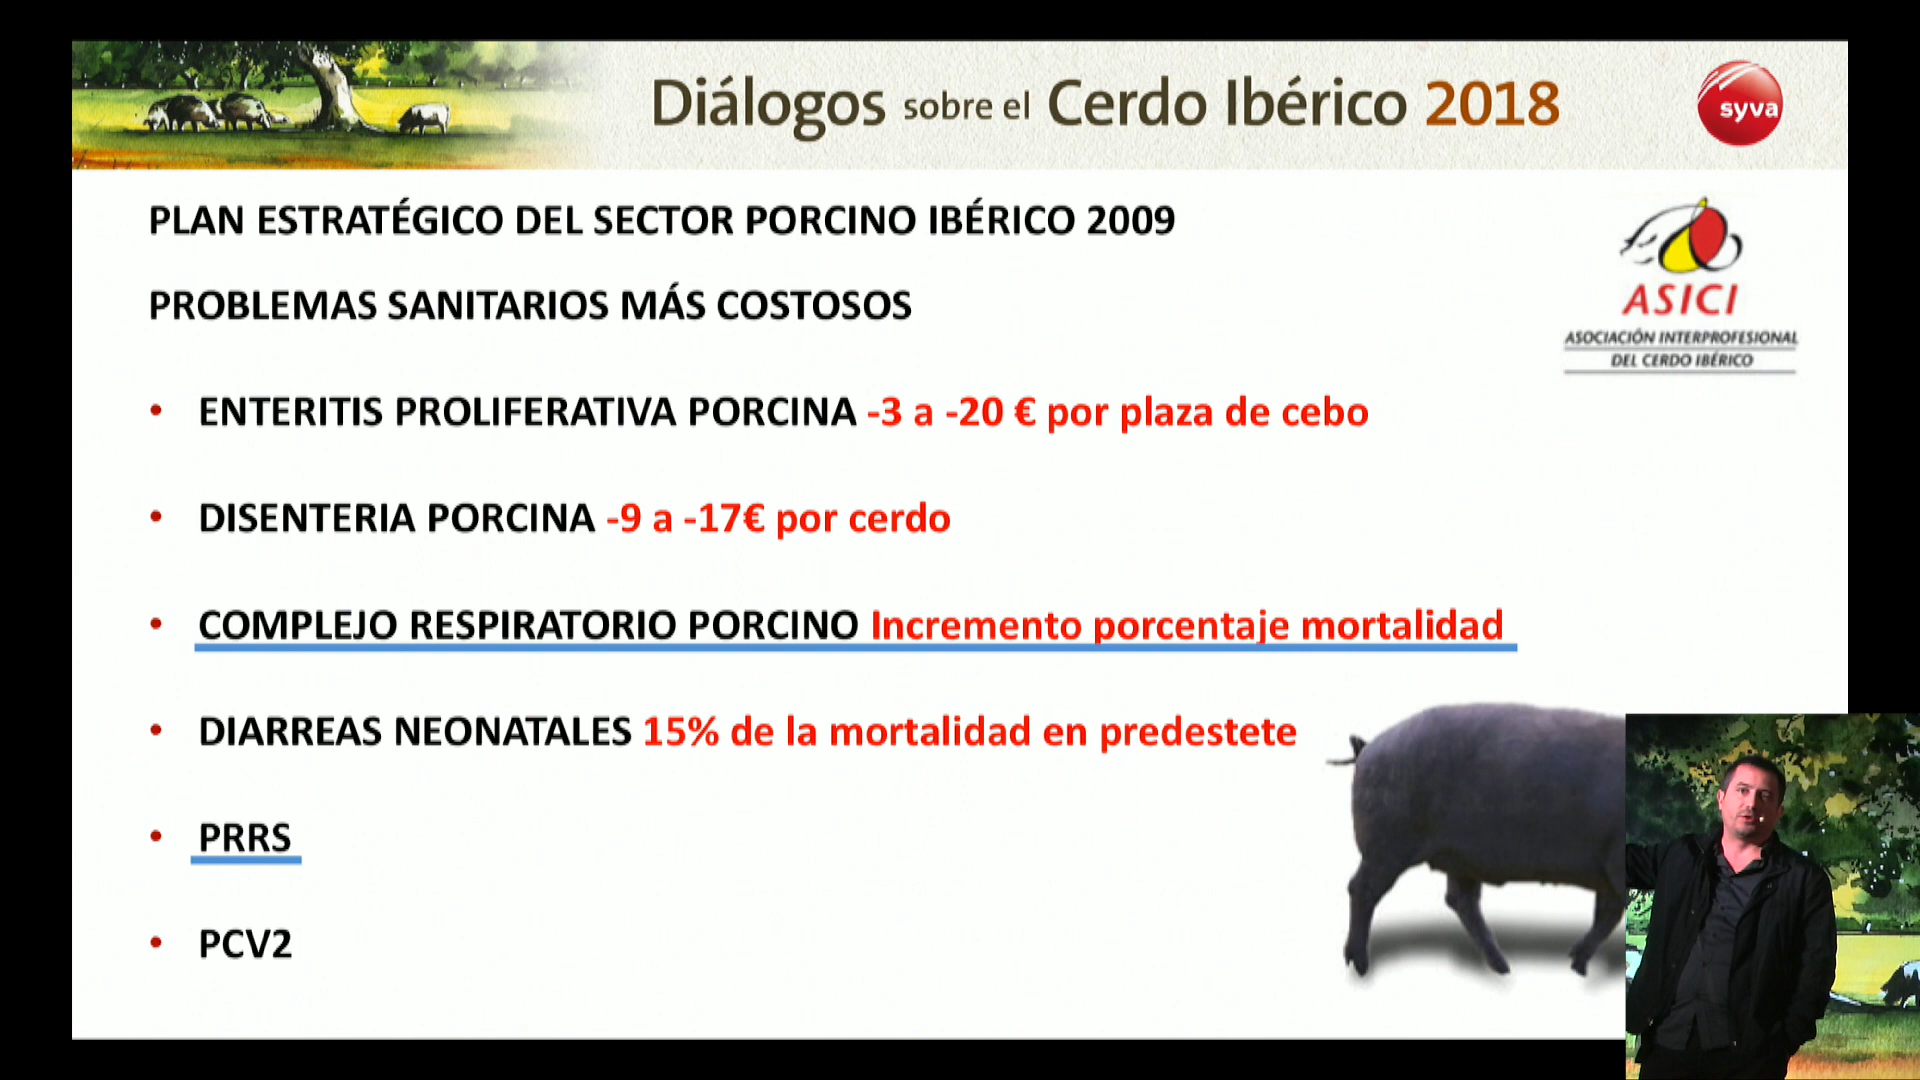 Diálogos sobre el Cerdo Ibérico 2018
syva
PLAN ESTRATÉGICO DEL SECTOR PORCINO IBÉRICO 2009
PROBLEMAS SANITARIOS MÁS COSTOSOS
ASICI
ASOCIACIÓN INTERPROFESIONAL
DEL CERDO IBÉRICO
• ENTERITIS PROLIFERATIVA PORCINA -3 a -20 € por plaza de cebo
• DISENTERIA PORCINA -9 a -17€ por cerdo
• COMPLEJO RESPIRATORIO PORCINO Incremento porcentaje mortalidad
• DIARREAS NEONATALES 15% de la mortalidad en predestete
• PRRS
• PCV2